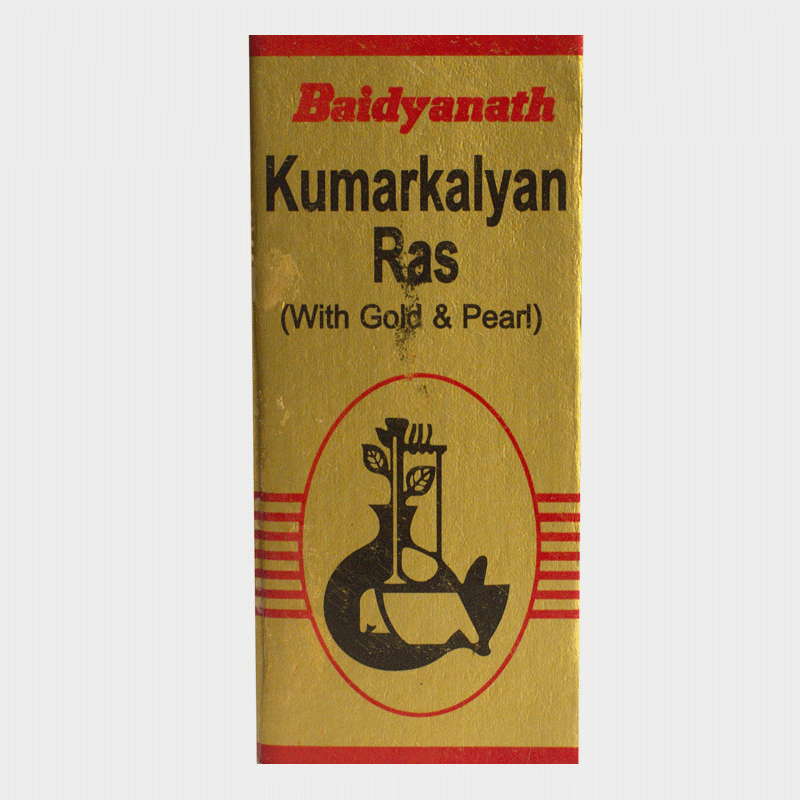 Baidyanath
Kumarkalyan
Ras
(With Gold & Pearl)